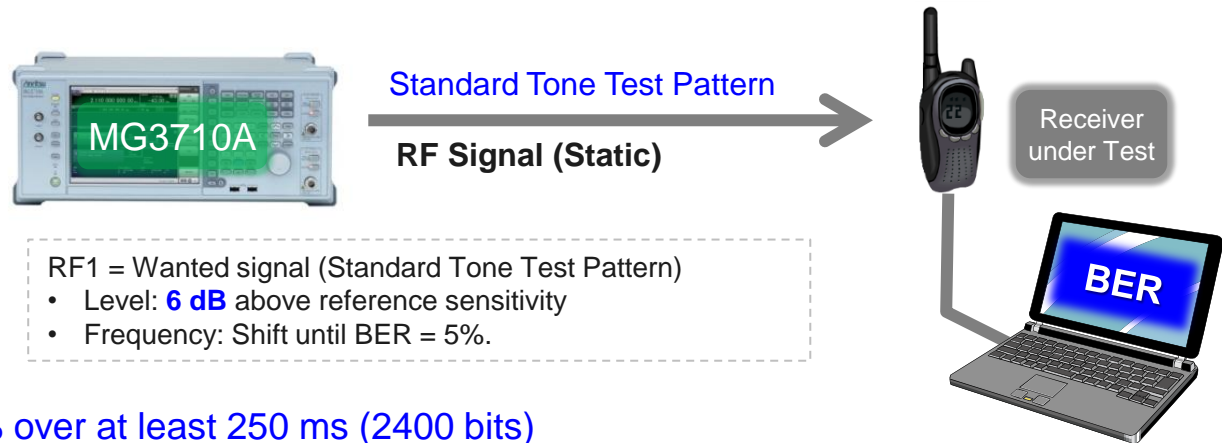 Standard Tone Test Pattern
MG3710A
RF Signal (Static)
22
Receiver
under Test
RF1 = Wanted signal (Standard Tone Test Pattern)
• Level: 6 dB above reference sensitivity
• Frequency: Shift until BER = 5%.
BER
over at least 250 ms (2400 bits)